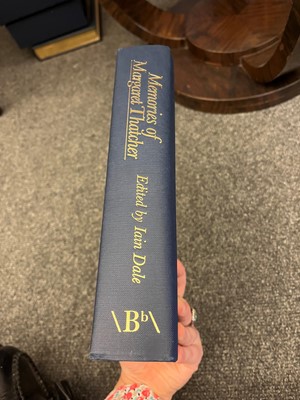 Memories of
Margaret Thatcher
Edited by Iain Dale
\Bb\